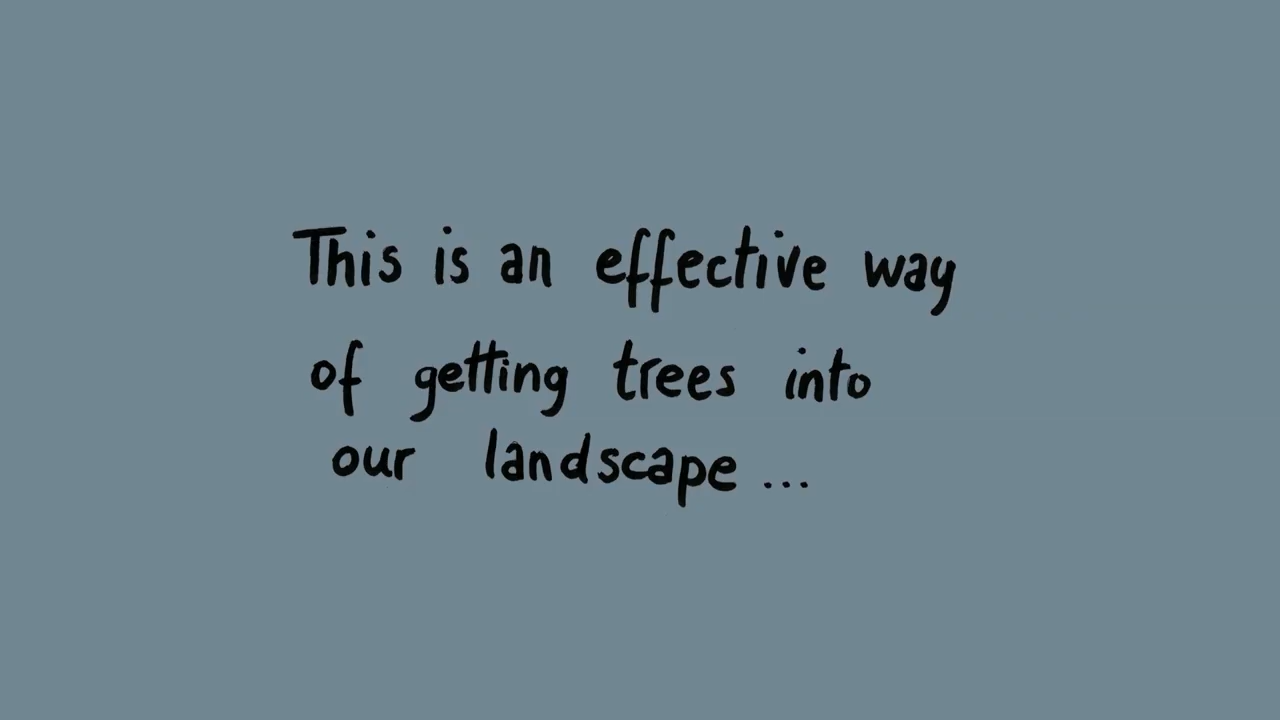 This is an effective way
of getting trees into
our landscape...